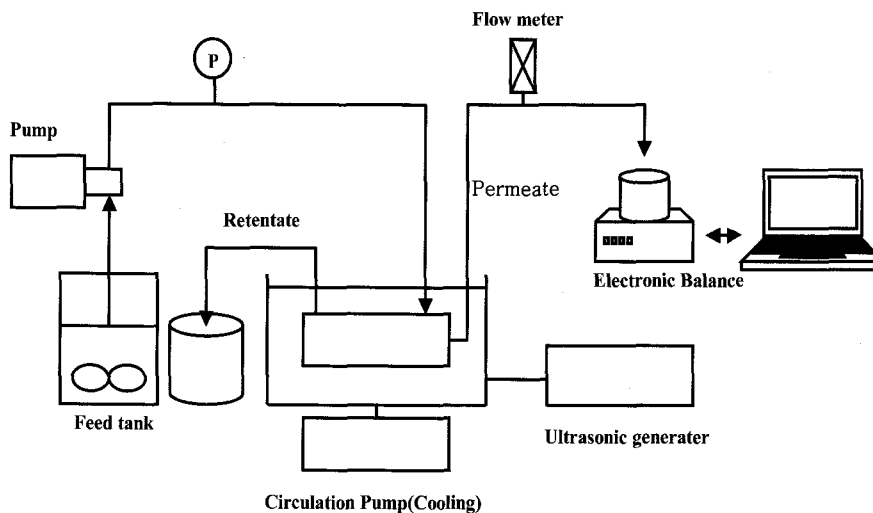 Flow meter
P
Pump
Permeate
Retentate
Electronic Balance
Feed tank
Ultrasonic generater
Circulation Pump(Cooling)